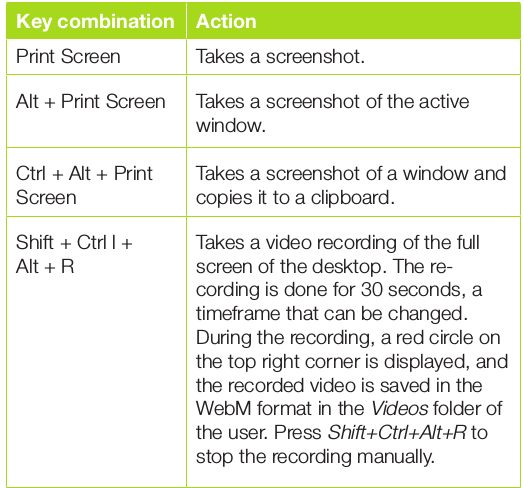 Key combination Action
Print Screen Takes a screenshot.
Alt + Print Screen Takes a screenshot of the active
window.
Ctrl + Alt + Print Takes a screenshot of a window and
Screen copies it to a clipboard.
Shift + Ctrl l + Takes a video recording of the full
Alt + R screen of the desktop. The re-
cording is done for 30 seconds, a
timeframe that can be changed.
During the recording, a red circle on
the top right corner is displayed, and
the recorded video is saved in the
WebM format in the Videos folder of
the user. Press Shift+Ctrl+Alt+R to
stop the recording manually.